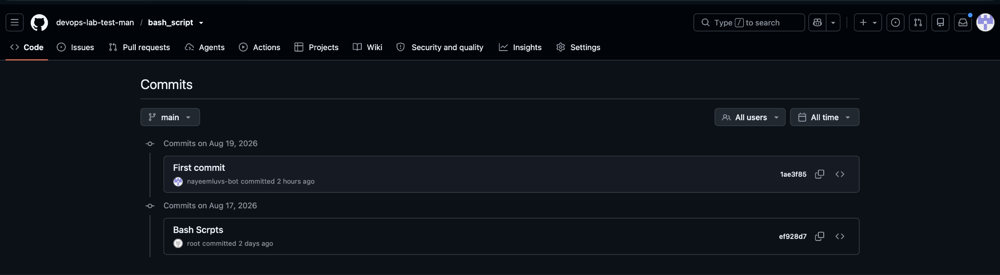 devops-lab-test-man / bash_script
Type / to search
Code Issues Pull requests Agents Actions Projects Wiki Security and quality Insights Settings
Commits
main All users All time
Commits on Aug 19, 2026
First commit
nayeemluvs-bot committed 2 hours ago
1ae3f85
Commits on Aug 17, 2026
Bash Scrpts
root committed 2 days ago
ef928d7